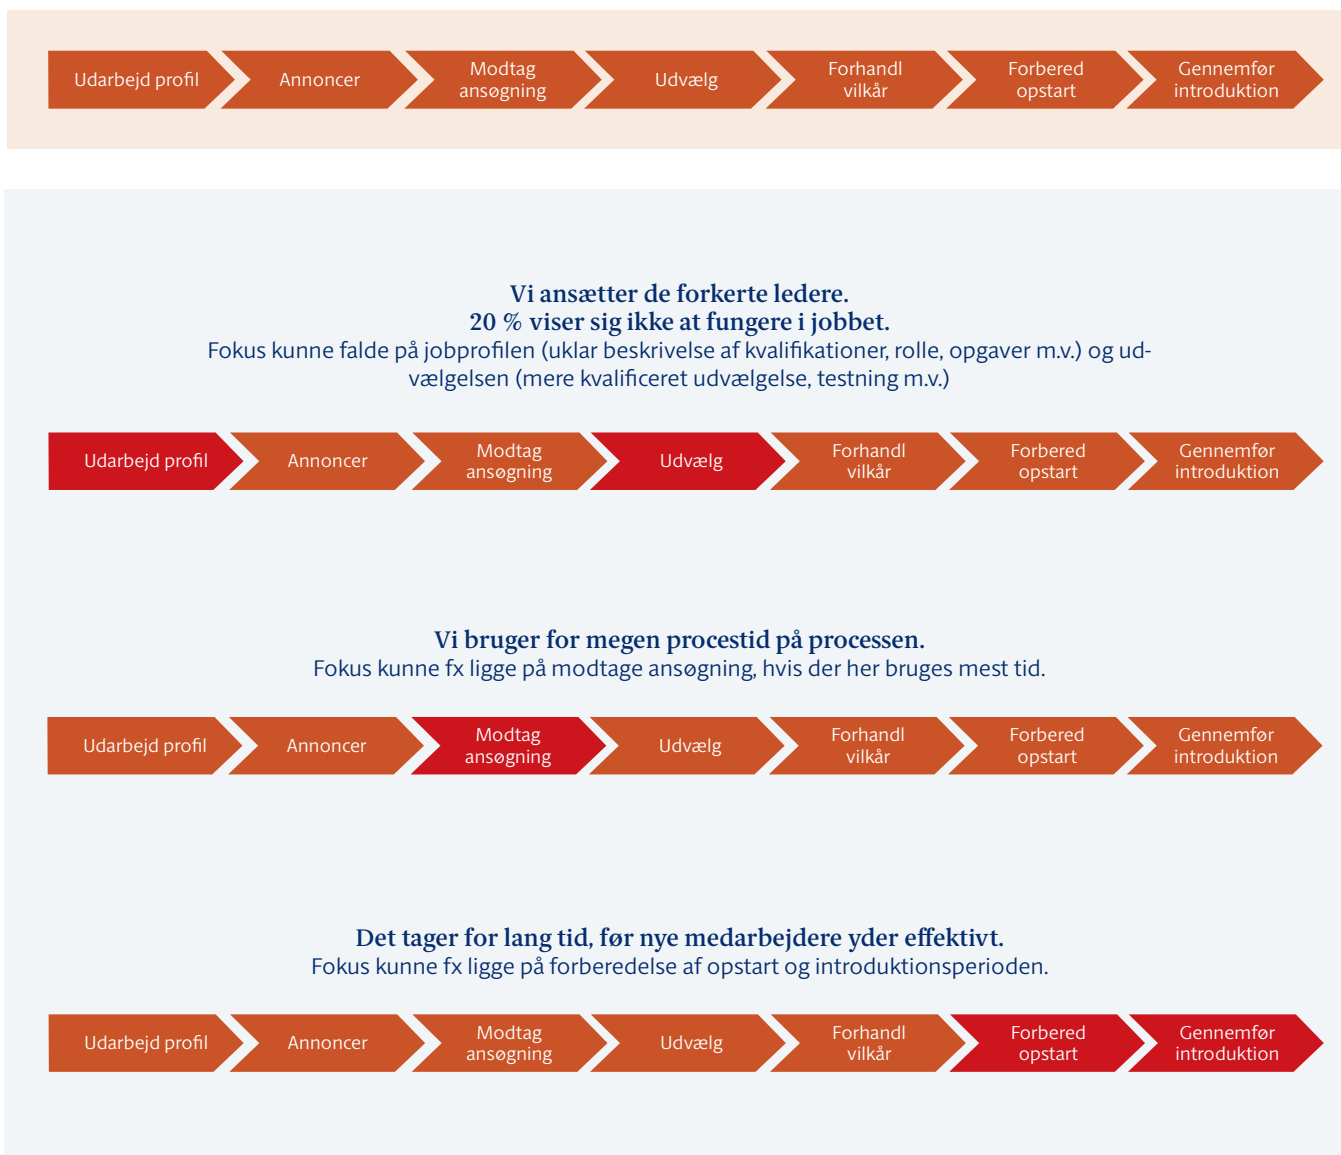 Udarbejd profil
Annoncer
Modtag
ansøgning
Udvælg
Forhandl
vilkår
Forbered
opstart
Gennemfør
introduktion
Vi ansætter de forkerte ledere.
20 % viser sig ikke at fungere i jobbet.
Fokus kunne falde på jobprofilen (uklar beskrivelse af kvalifikationer, rolle, opgaver m.v.) og ud-
vælgelsen (mere kvalificeret udvælgelse, testning m.v.)
Udarbejd profil
Annoncer
Modtag
ansøgning
Udvælg
Forhandl
vilkår
Forbered
opstart
Gennemfør
introduktion
Vi bruger for megen procestid på processen.
Fokus kunne fx ligge på modtage ansøgning, hvis der her bruges mest tid.
Udarbejd profil
Annoncer
Modtag
ansøgning
Udvælg
Forhandl
vilkår
Forbered
opstart
Gennemfør
introduktion
Det tager for lang tid, før nye medarbejdere yder effektivt.
Fokus kunne fx ligge på forberedelse af opstart og introduktionsperioden.
Udarbejd profil
Annoncer
Modtag
ansøgning
Udvælg
Forhandl
vilkår
Forbered
opstart
Gennemfør
introduktion